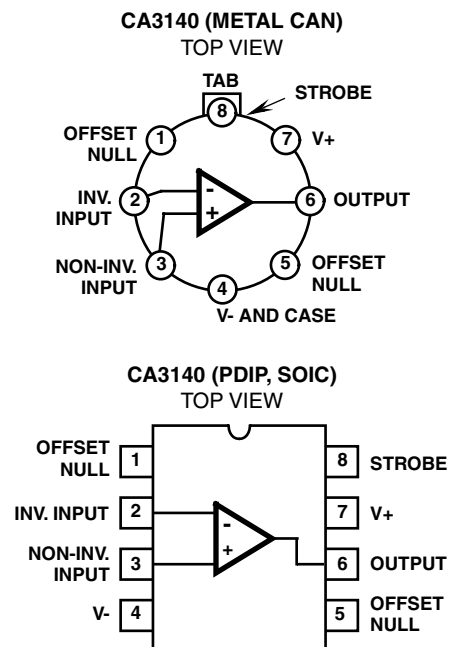 CA3140 (METAL CAN)
TOP VIEW
TAB
8
STROBE
OFFSET
NULL
1
7
V+
INV.
INPUT
2
-
+
6
OUTPUT
NON-INV.
INPUT
3
5
OFFSET
NULL
4
V- AND CASE
CA3140 (PDIP, SOIC)
TOP VIEW
OFFSET
NULL
1
8
STROBE
INV. INPUT
2
7
V+
-
+
NON-INV.
INPUT
3
6
OUTPUT
V-
4
5
OFFSET
NULL